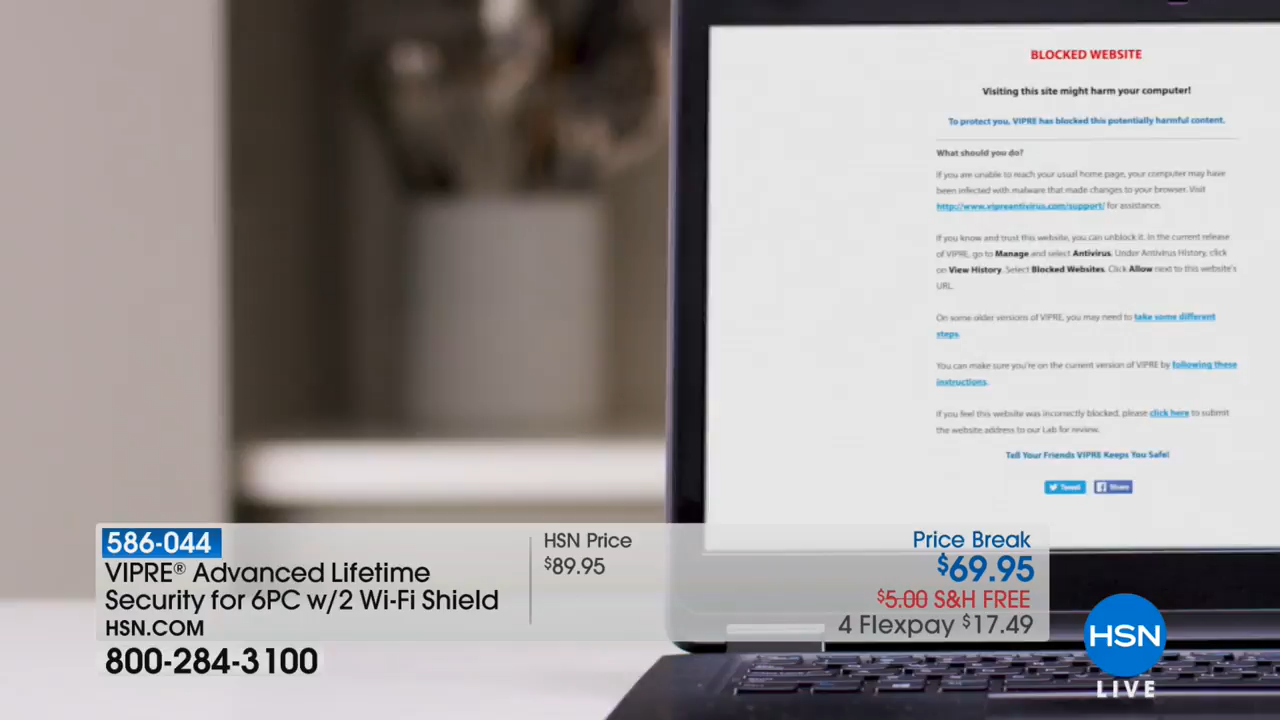 BLOCKED WEBSITE
Visiting this site might harm your computer!
To protect you, VIPRE has blocked this potentially harmful content.
What should you do?
If you are unable to reach your usual home page, your computer may have
been infected with malware that made changes to your browser. Visit
http://www.vipreantivirus.com/support/ for assistance.
If you know and trust this website, you can unblock it. In the current release
of VIPRE, go to Manage and select Antivirus. Under Antivirus History, click
on View History. Select Blocked Websites. Click Allow next to this website's
URL.
On some older versions of VIPRE, you may need to take some different
steps.
You can make sure you're on the current version of VIPRE by following these
instructions.
If you feel this website was incorrectly blocked, please click here to submit
the website address to our Lab for review.
Tell Your Friends VIPRE Keeps You Safe!
Tweet
Share
586-044
VIPRE® Advanced Lifetime
Security for 6PC w/2 Wi-Fi Shield
HSN.COM
800-284-3100
HSN Price
$89.95
Price Break
$69.95
$5.00 S&H FREE
4 Flexpay $17.49
HSN
LIVE